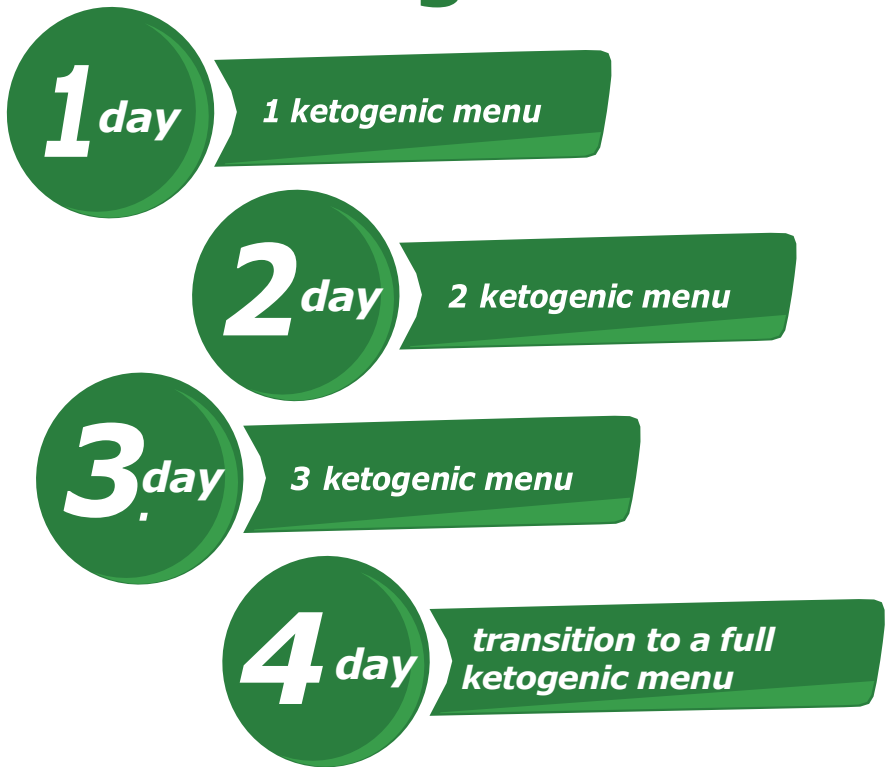 1 day
1 ketogenic menu
2 day
2 ketogenic menu
3 day
.
3 ketogenic menu
4 day
transition to a full
ketogenic menu